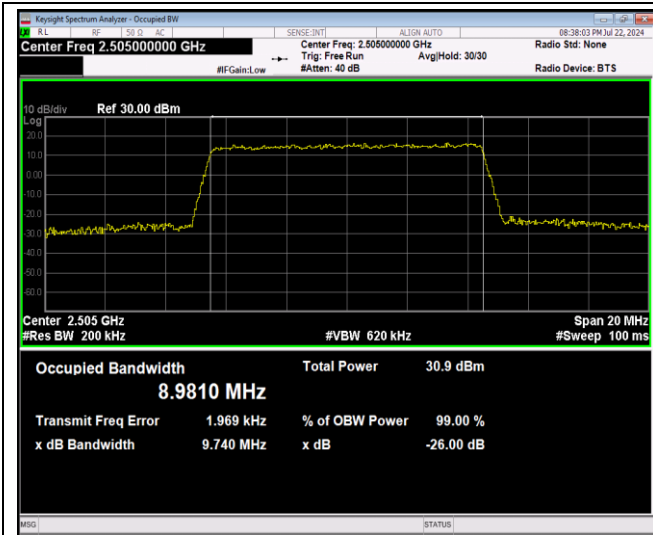 Keysight Spectrum Analyzer - Occupied BW
LXI RL RF 50 Ω AC SENSE:INT ALIGN AUTO 08:38:03 PM Jul 22, 2024
Center Freq 2.505000000 GHz Center Freq: 2.505000000 GHz Radio Std: None
Trig: Free Run Avg|Hold: 30/30
#IFGain:Low #Atten: 40 dB Radio Device: BTS
10 dB/div Ref 30.00 dBm
Log
20.0
10.0
0.00
-10.0
-20.0
-30.0
-40.0
-50.0
-60.0
Center 2.505 GHz Span 20 MHz
#Res BW 200 kHz #VBW 620 kHz #Sweep 100 ms
Occupied Bandwidth Total Power 30.9 dBm
8.9810 MHz
Transmit Freq Error 1.969 kHz % of OBW Power 99.00 %
x dB Bandwidth 9.740 MHz x dB -26.00 dB
MSG STATUS